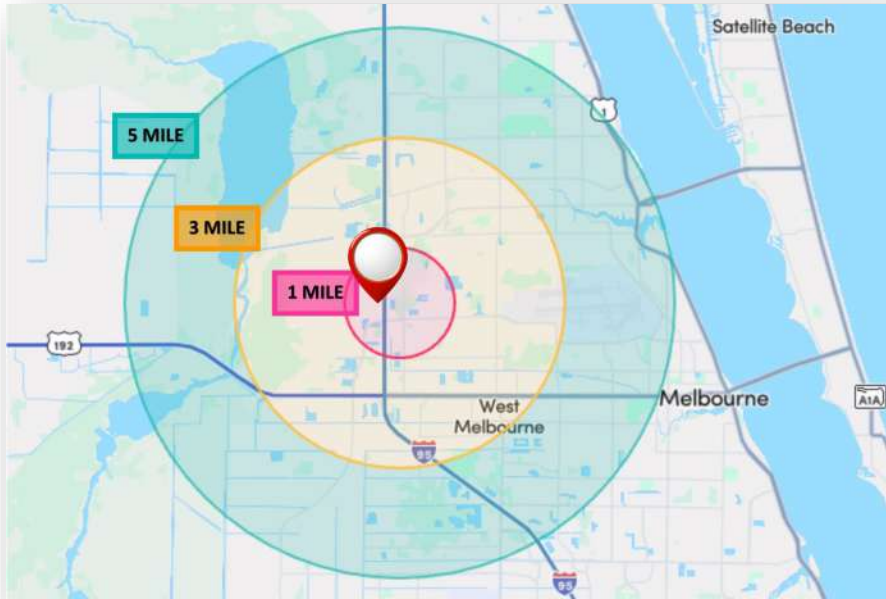 Satellite Beach
1
5 MILE
3 MILE
1 MILE
192
West
Melbourne
Melbourne
A1A
95
95